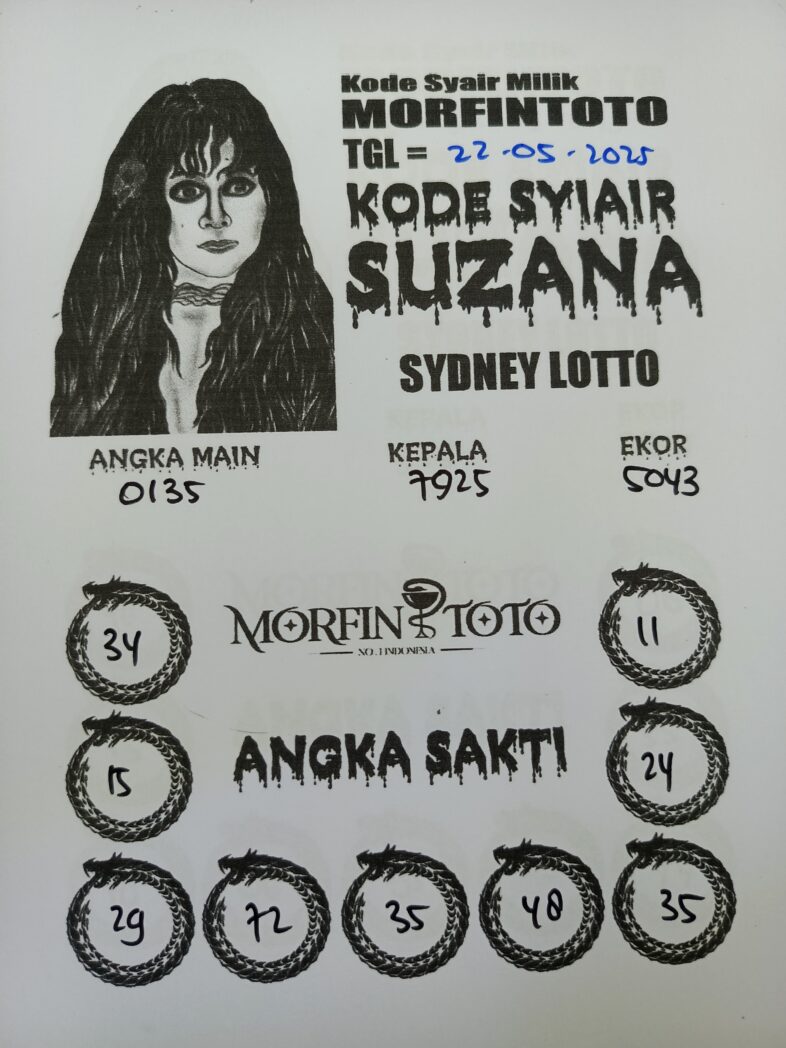 Kode Syair Milik
MORFINTOTO
TGL = 22-05-2025
KODE SYIAIR
SUZANA
SYDNEY LOTTO
ANGKA MAIN KEPALA EKOR
0135 7925 5043
34 MORFIN TOTO 11
NO.1 INDONESIA
15 ANGKA SAKTI 24
29 72 35 48 35